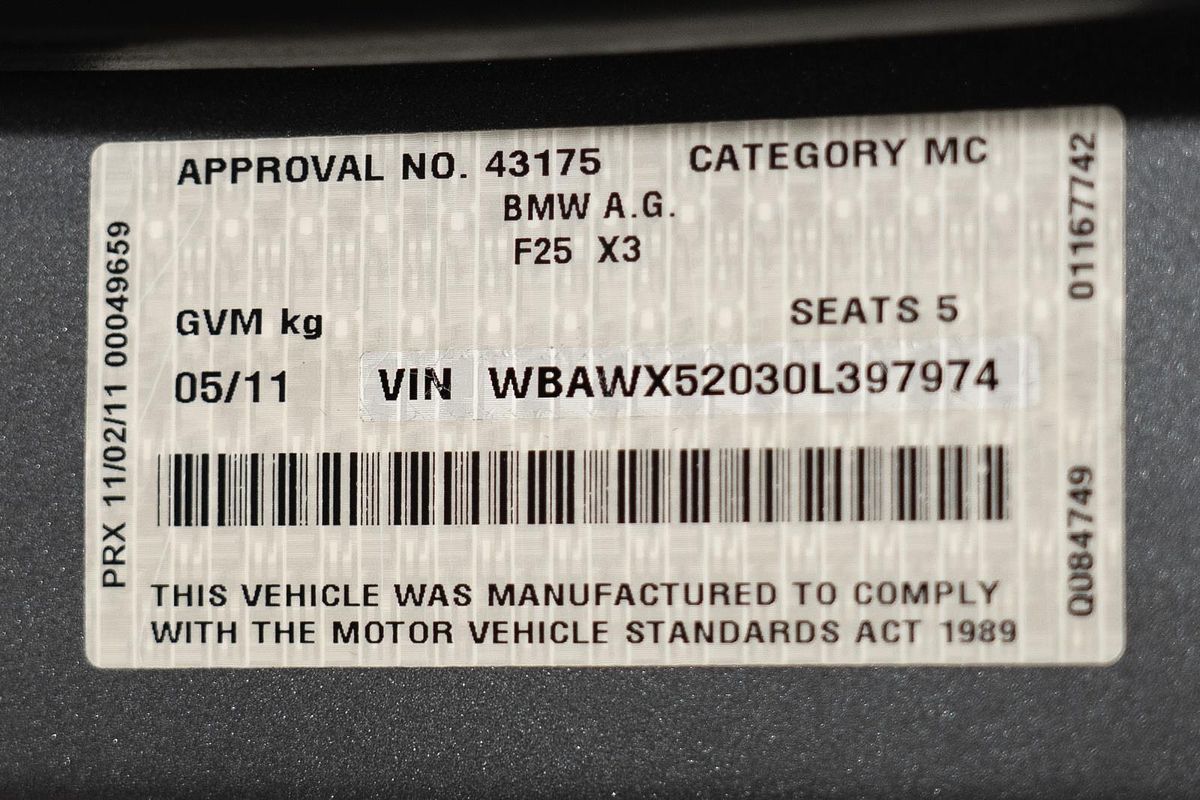 APPROVAL NO. 43175 CATEGORY MC
BMW A.G.
F25 X3
GVM kg SEATS 5
05/11 VIN WBAWX52030L397974
THIS VEHICLE WAS MANUFACTURED TO COMPLY
WITH THE MOTOR VEHICLE STANDARDS ACT 1989
PRX 11/02/11 00049659
01167742
Q084749